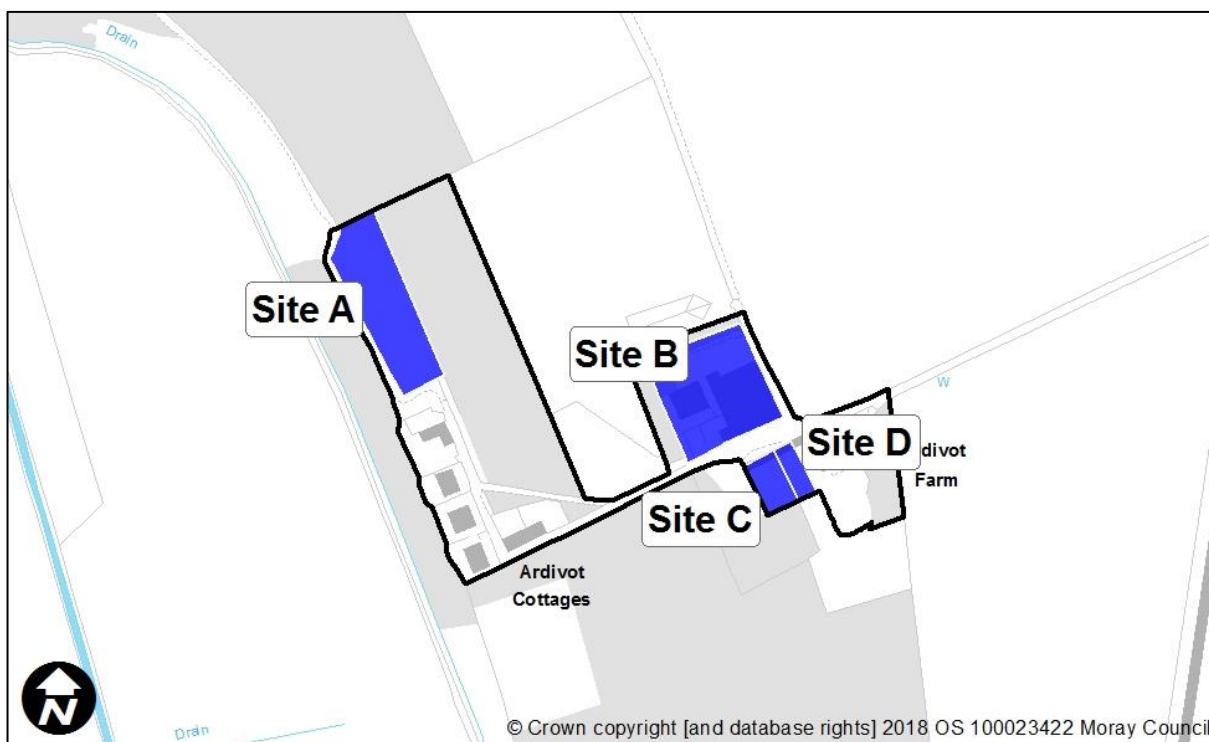 Drain
Site A
Site B
W
Site D
divot
Farm
Site C
Ardivot
Cottages
N
Drain
© Crown copyright [and database rights] 2018 OS 100023422 Moray Council